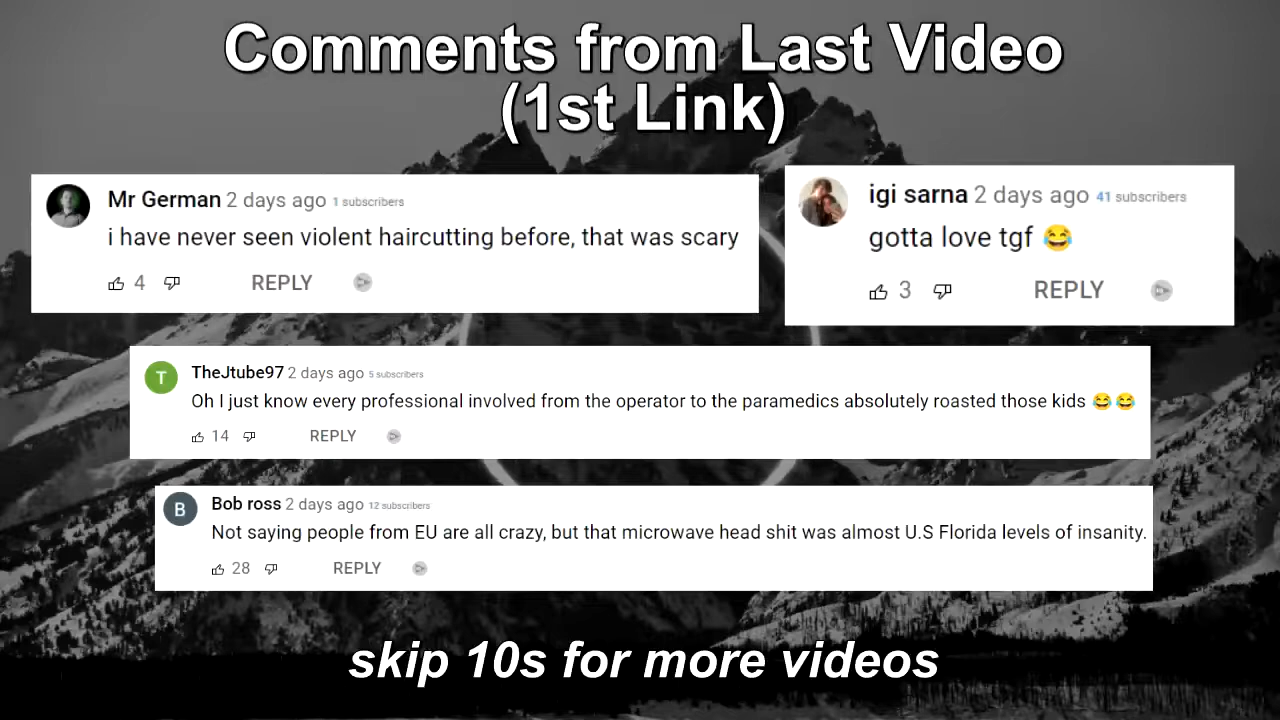 Comments from Last Video
(1st Link)
Mr German 2 days ago 1 subscribers
i have never seen violent haircutting before, that was scary
4 REPLY
igi sarna 2 days ago 41 subscribers
gotta love tgf 😂
3 REPLY
T
TheJtube97 2 days ago 5 subscribers
Oh I just know every professional involved from the operator to the paramedics absolutely roasted those kids 😂😂
14 REPLY
B
Bob ross 2 days ago 12 subscribers
Not saying people from EU are all crazy, but that microwave head shit was almost U.S Florida levels of insanity.
28 REPLY
skip 10s for more videos